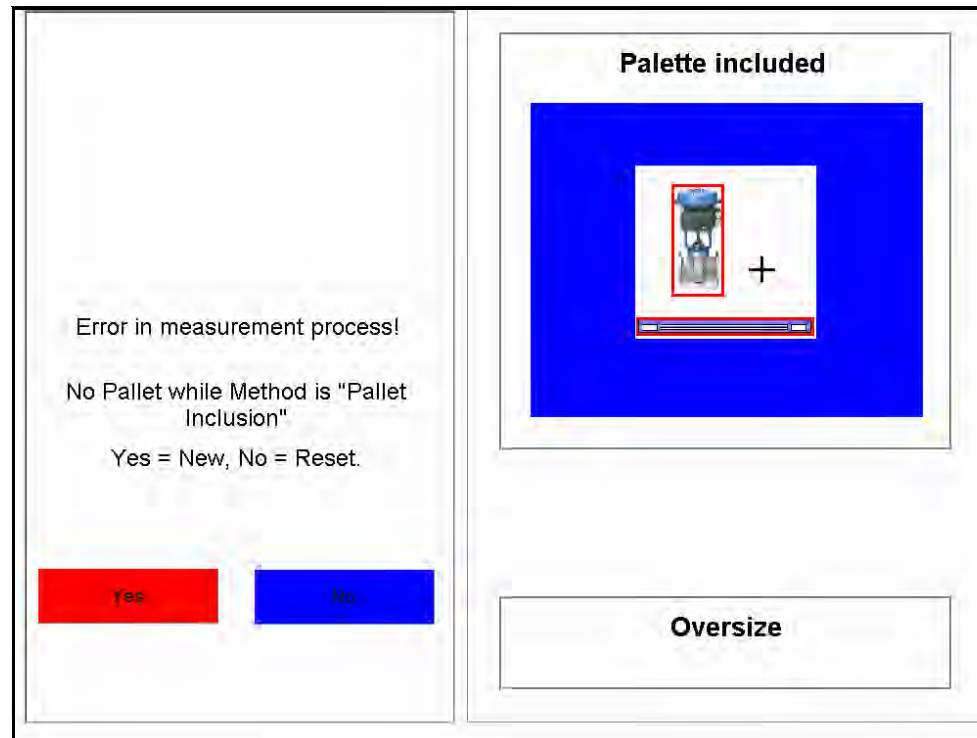 Error in measurement process!
No Pallet while Method is "Pallet
Inclusion"
Yes = New, No = Reset.
Yes
No
Palette included
Oversize